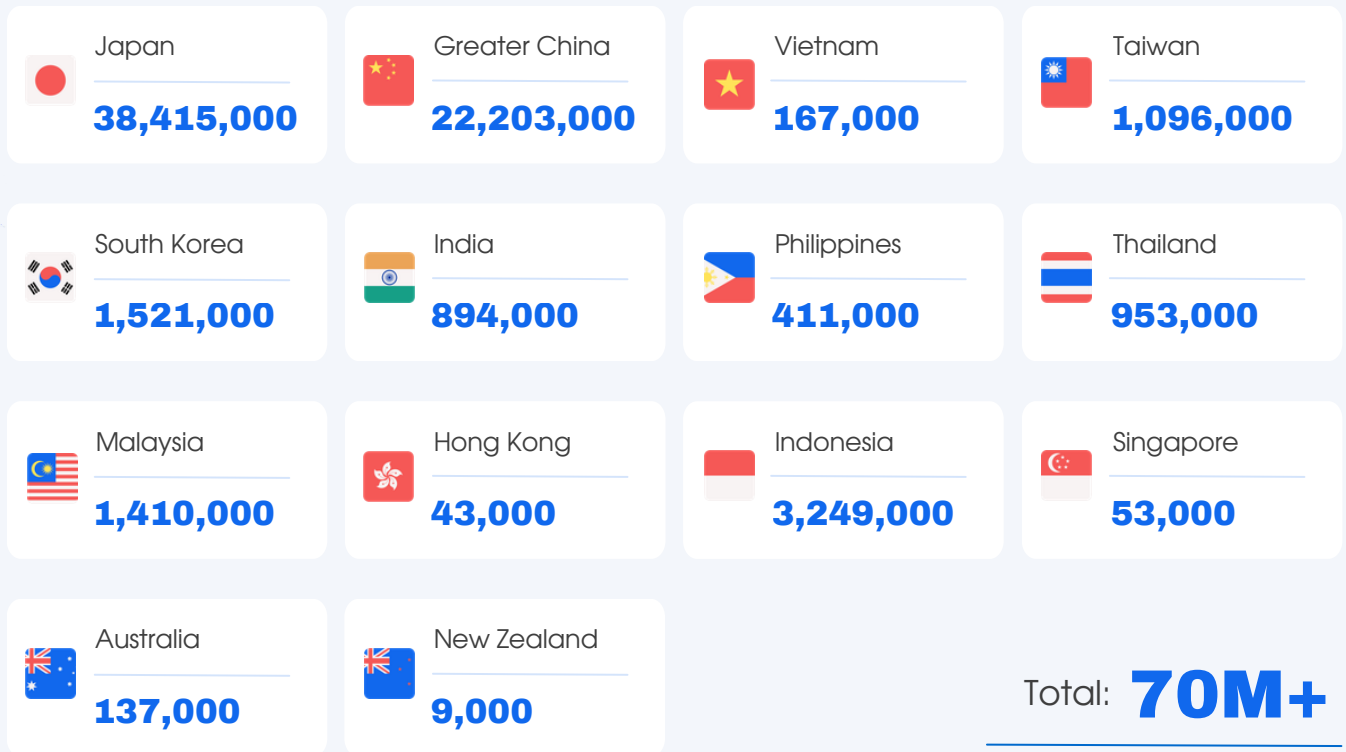 Japan
38,415,000
Greater China
22,203,000
Vietnam
167,000
Taiwan
1,096,000
South Korea
1,521,000
India
894,000
Philippines
411,000
Thailand
953,000
Malaysia
1,410,000
Hong Kong
43,000
Indonesia
3,249,000
Singapore
53,000
Australia
137,000
New Zealand
9,000
Total: 70M+